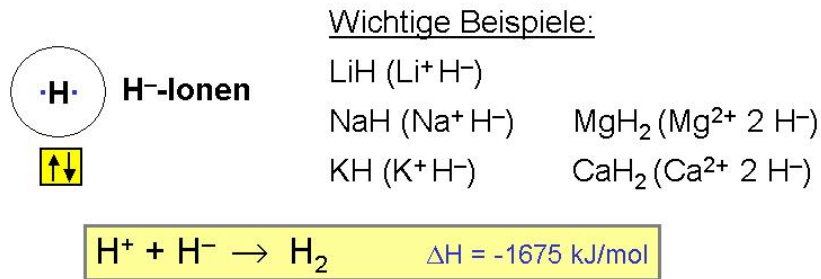 Wichtige Beispiele:
·H· H⁻-Ionen
LiH (Li⁺ H⁻)
NaH (Na⁺ H⁻) MgH₂ (Mg²⁺ 2 H⁻)
KH (K⁺ H⁻) CaH₂ (Ca²⁺ 2 H⁻)
H⁺ + H⁻ → H₂ ΔH = -1675 kJ/mol